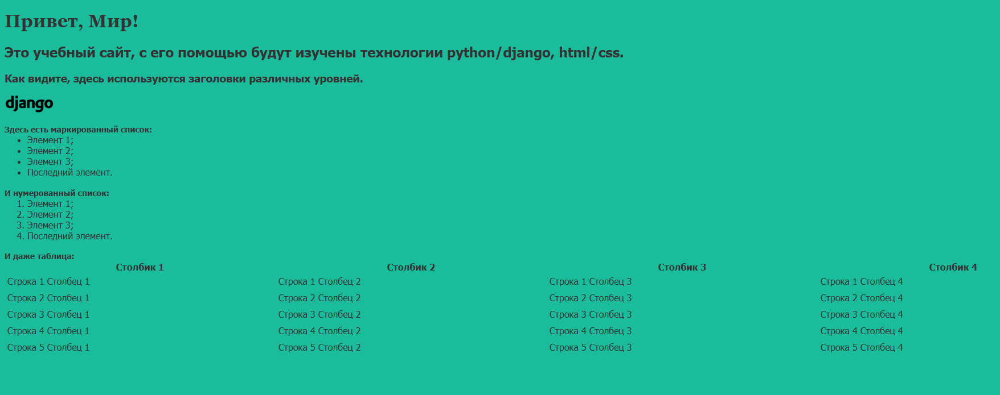 Привет, Мир!
Это учебный сайт, с его помощью будут изучены технологии python/django, html/css.
Как видите, здесь используются заголовки различных уровней.
django
Здесь есть маркированный список:
• Элемент 1;
• Элемент 2;
• Элемент 3;
• Последний элемент.
И нумерованный список:
1. Элемент 1;
2. Элемент 2;
3. Элемент 3;
4. Последний элемент.
И даже таблица:
Столбик 1 Столбик 2 Столбик 3 Столбик 4
Строка 1 Столбец 1 Строка 1 Столбец 2 Строка 1 Столбец 3 Строка 1 Столбец 4
Строка 2 Столбец 1 Строка 2 Столбец 2 Строка 2 Столбец 3 Строка 2 Столбец 4
Строка 3 Столбец 1 Строка 3 Столбец 2 Строка 3 Столбец 3 Строка 3 Столбец 4
Строка 4 Столбец 1 Строка 4 Столбец 2 Строка 4 Столбец 3 Строка 4 Столбец 4
Строка 5 Столбец 1 Строка 5 Столбец 2 Строка 5 Столбец 3 Строка 5 Столбец 4